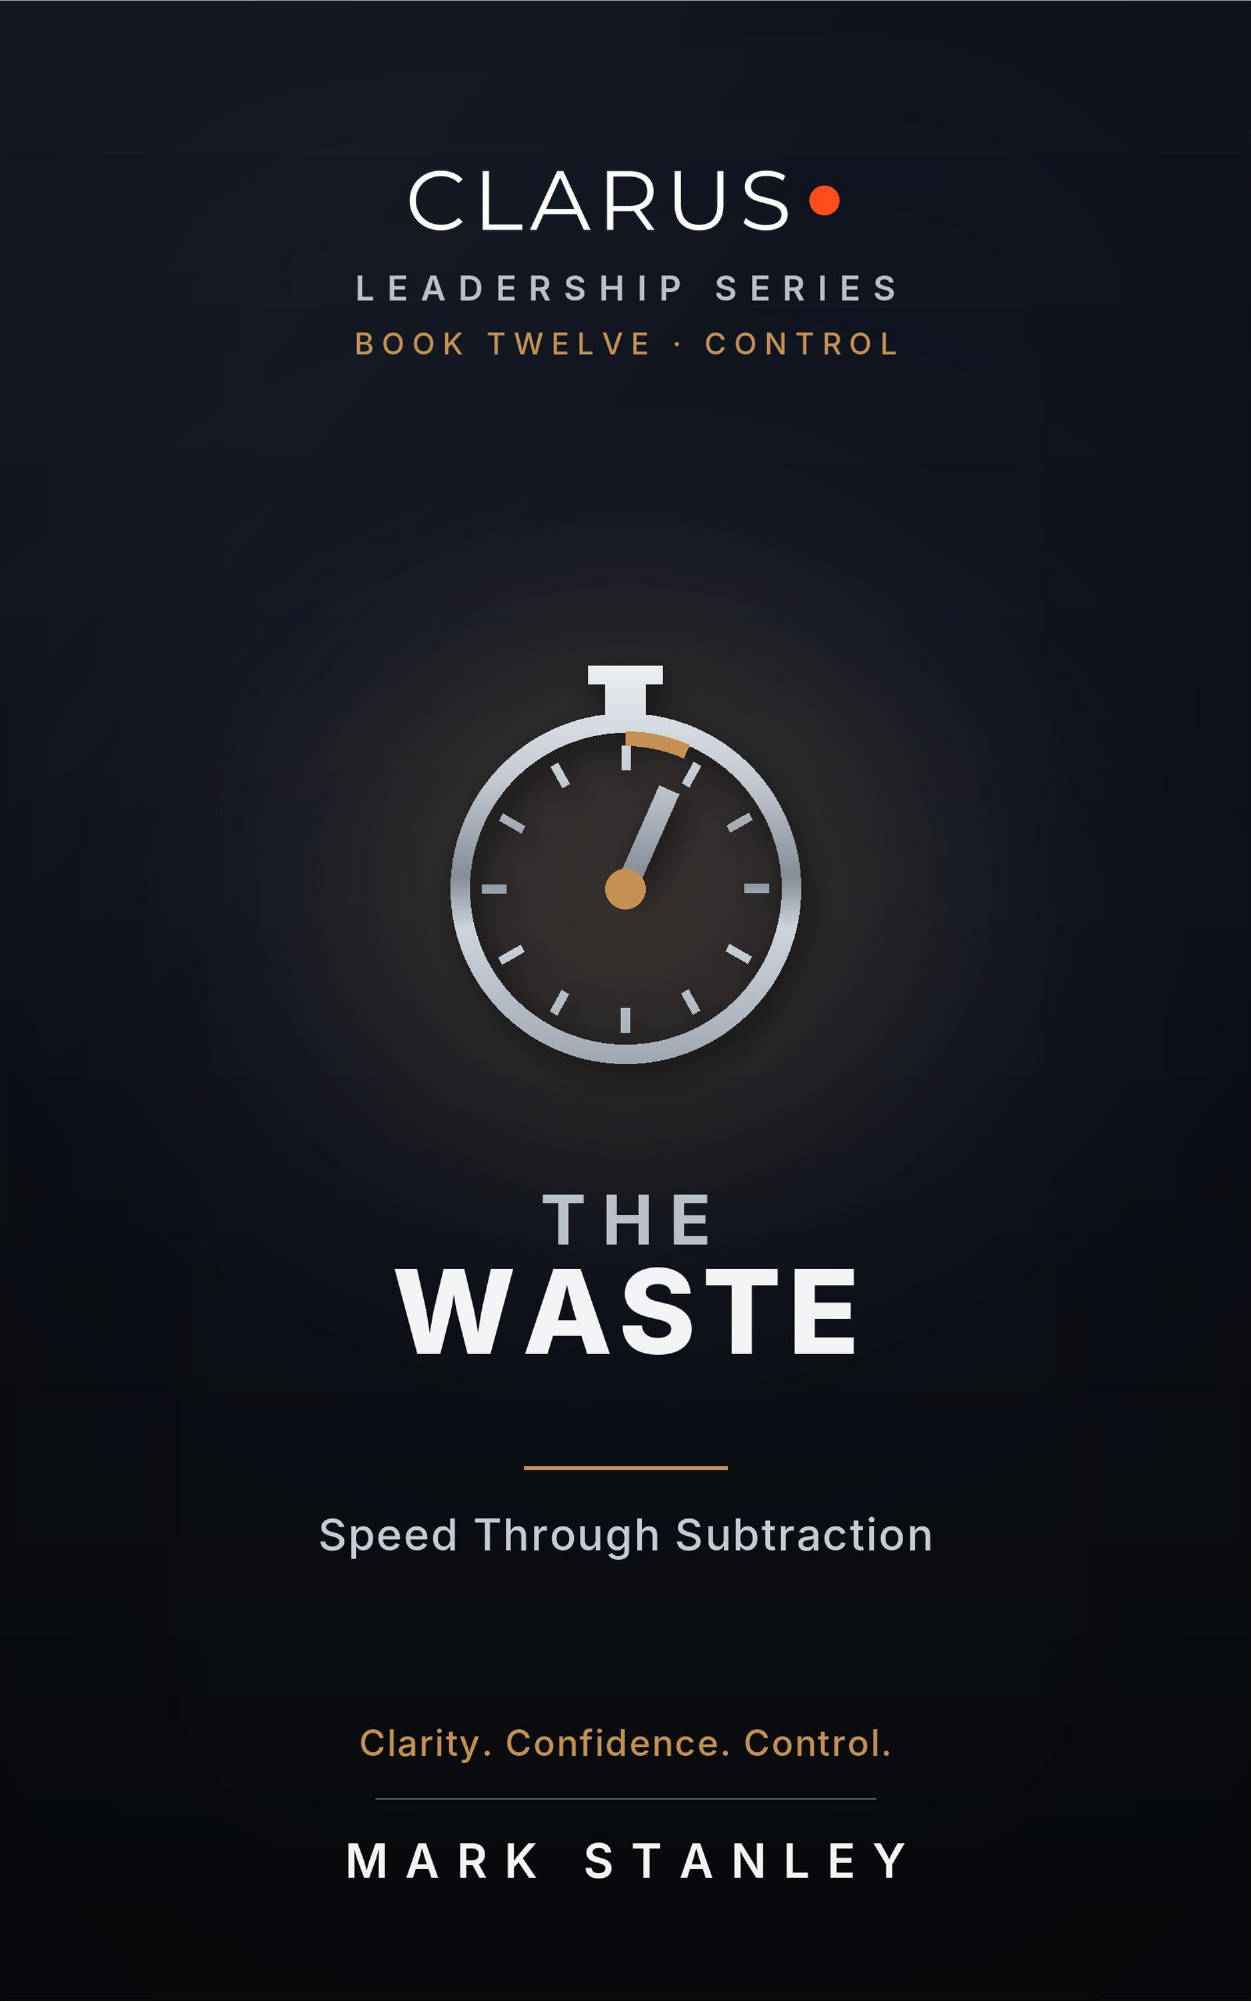 CLARUS
LEADERSHIP SERIES
BOOK TWELVE · CONTROL
THE
WASTE
Speed Through Subtraction
Clarity. Confidence. Control.
MARK STANLEY